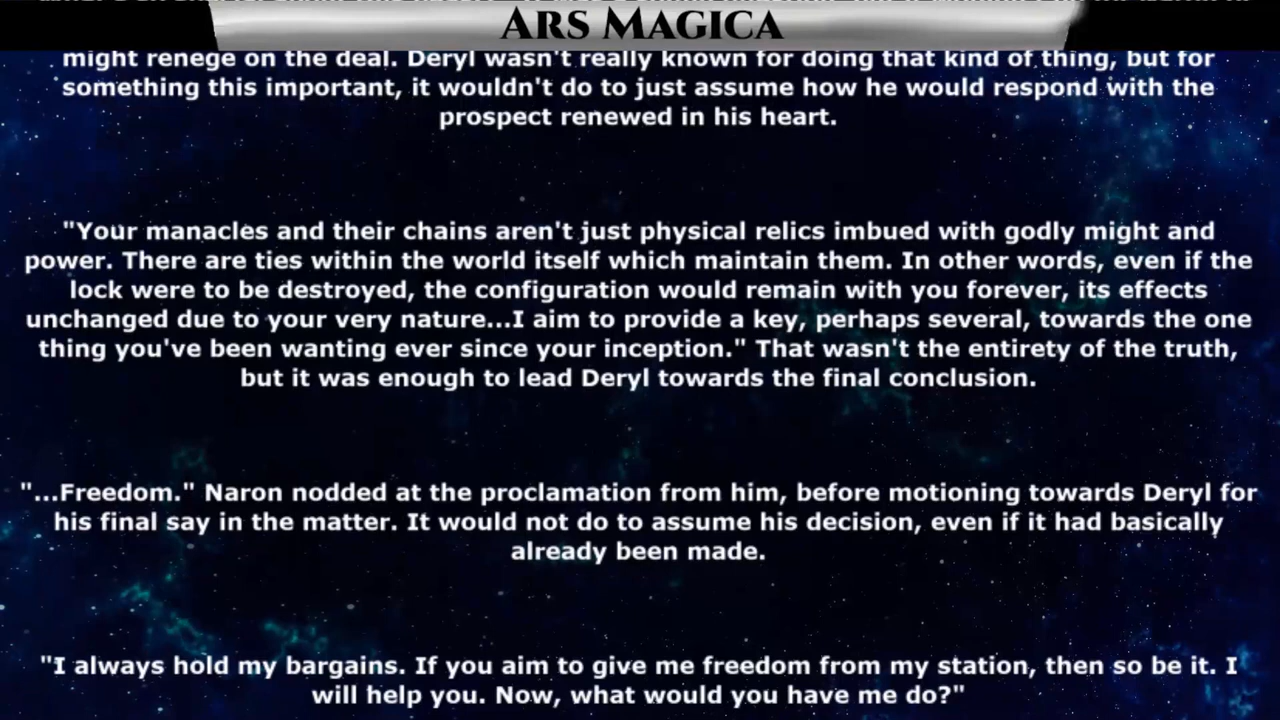 ARS MAGICA
might renege on the deal. Deryl wasn't really known for doing that kind of thing, but for
something this important, it wouldn't do to just assume how he would respond with the
prospect renewed in his heart.
"Your manacles and their chains aren't just physical relics imbued with godly might and
power. There are ties within the world itself which maintain them. In other words, even if the
lock were to be destroyed, the configuration would remain with you forever, its effects
unchanged due to your very nature...I aim to provide a key, perhaps several, towards the one
thing you've been wanting ever since your inception." That wasn't the entirety of the truth,
but it was enough to lead Deryl towards the final conclusion.
"...Freedom." Naron nodded at the proclamation from him, before motioning towards Deryl for
his final say in the matter. It would not do to assume his decision, even if it had basically
already been made.
"I always hold my bargains. If you aim to give me freedom from my station, then so be it. I
will help you. Now, what would you have me do?"